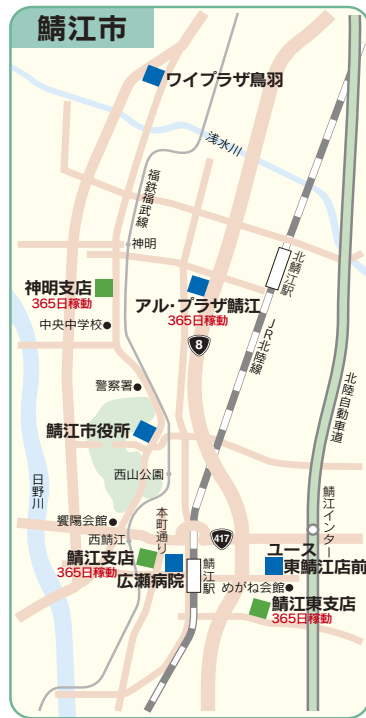 鯖江市
ワイプラザ鳥羽
浅水川
福鉄福武線
神明
北鯖江駅
神明支店
365日稼動
アル・プラザ鯖江
365日稼動
中央中学校
8
JR北陸線
北陸自動車道
警察署
鯖江市役所
西山公園
日野川
鯖江インター
饗陽会館
本町通り
417
西鯖江
ユース
東鯖江店前
鯖江支店
365日稼動
広瀬病院
鯖江駅
めがね会館
鯖江東支店
365日稼動